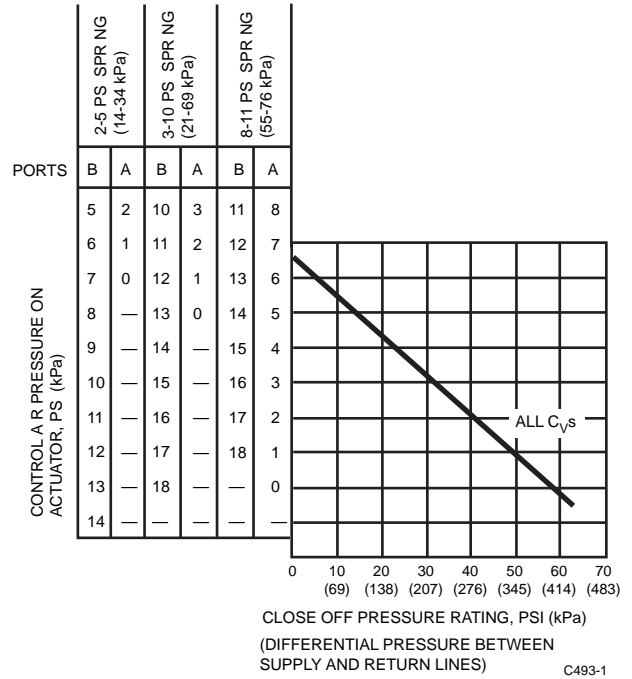 2-5 PS SPR NG
(14-34 kPa)
3-10 PS SPR NG
(21-69 kPa)
8-11 PS SPR NG
(55-76 kPa)
PORTS B A B A B A
5 2 10 3 11 8
6 1 11 2 12 7
7 0 12 1 13 6
8 — 13 0 14 5
9 — 14 — 15 4
10 — 15 — 16 3
11 — 16 — 17 2
12 — 17 — 18 1
13 — 18 — — 0
14 — — — — —
CONTROL A R PRESSURE ON
ACTUATOR, PS (kPa)
ALL CVs
0 10 20 30 40 50 60 70
(69) (138) (207) (276) (345) (414) (483)
CLOSE OFF PRESSURE RATING, PSI (kPa)
(DIFFERENTIAL PRESSURE BETWEEN
SUPPLY AND RETURN LINES)
C493-1